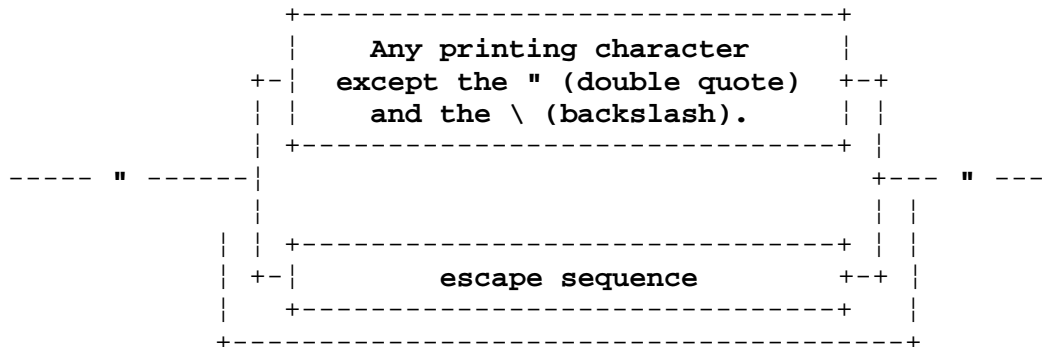 Any printing character
except the " (double quote)
and the \ (backslash).
" "
escape sequence